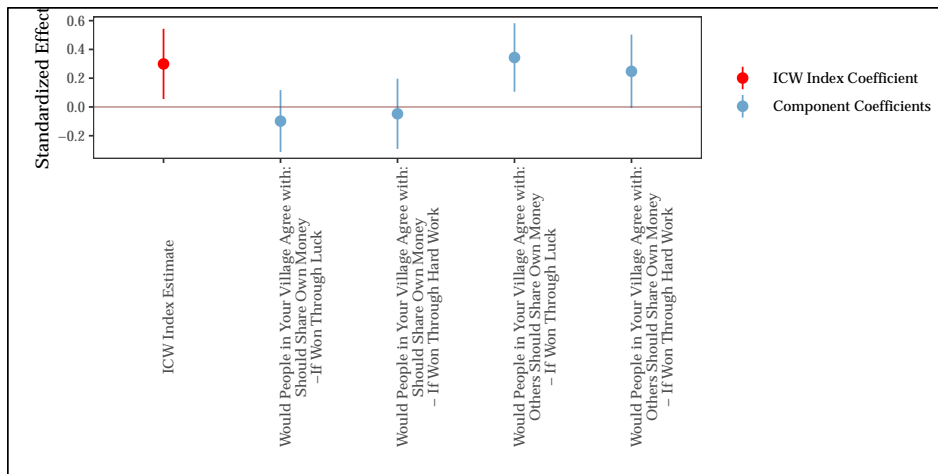 Standardized Effect
0.6
0.4
0.2
0.0
−0.2
ICW Index Estimate
Would People in Your Village Agree with:
Should Share Own Money
−If Won Through Luck
Would People in Your Village Agree with:
Should Share Own Money
− If Won Through Hard Work
Would People in Your Village Agree with:
Others Should Share Own Money
− If Won Through Luck
Would People in Your Village Agree with:
Others Should Share Own Money
− If Won Through Hard Work
ICW Index Coefficient
Component Coefficients